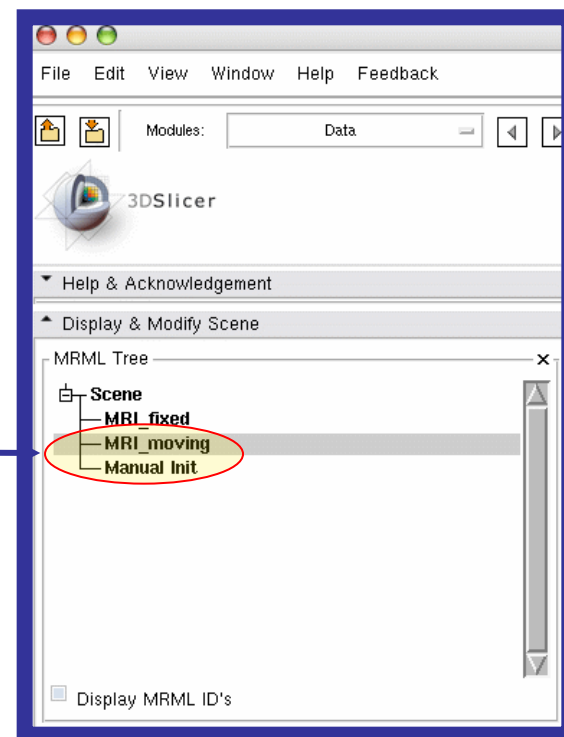 File Edit View Window Help Feedback
Modules: Data
3DSlicer
Help & Acknowledgement
Display & Modify Scene
MRML Tree
Scene
MRI_fixed
MRI_moving
Manual Init
Display MRML ID's